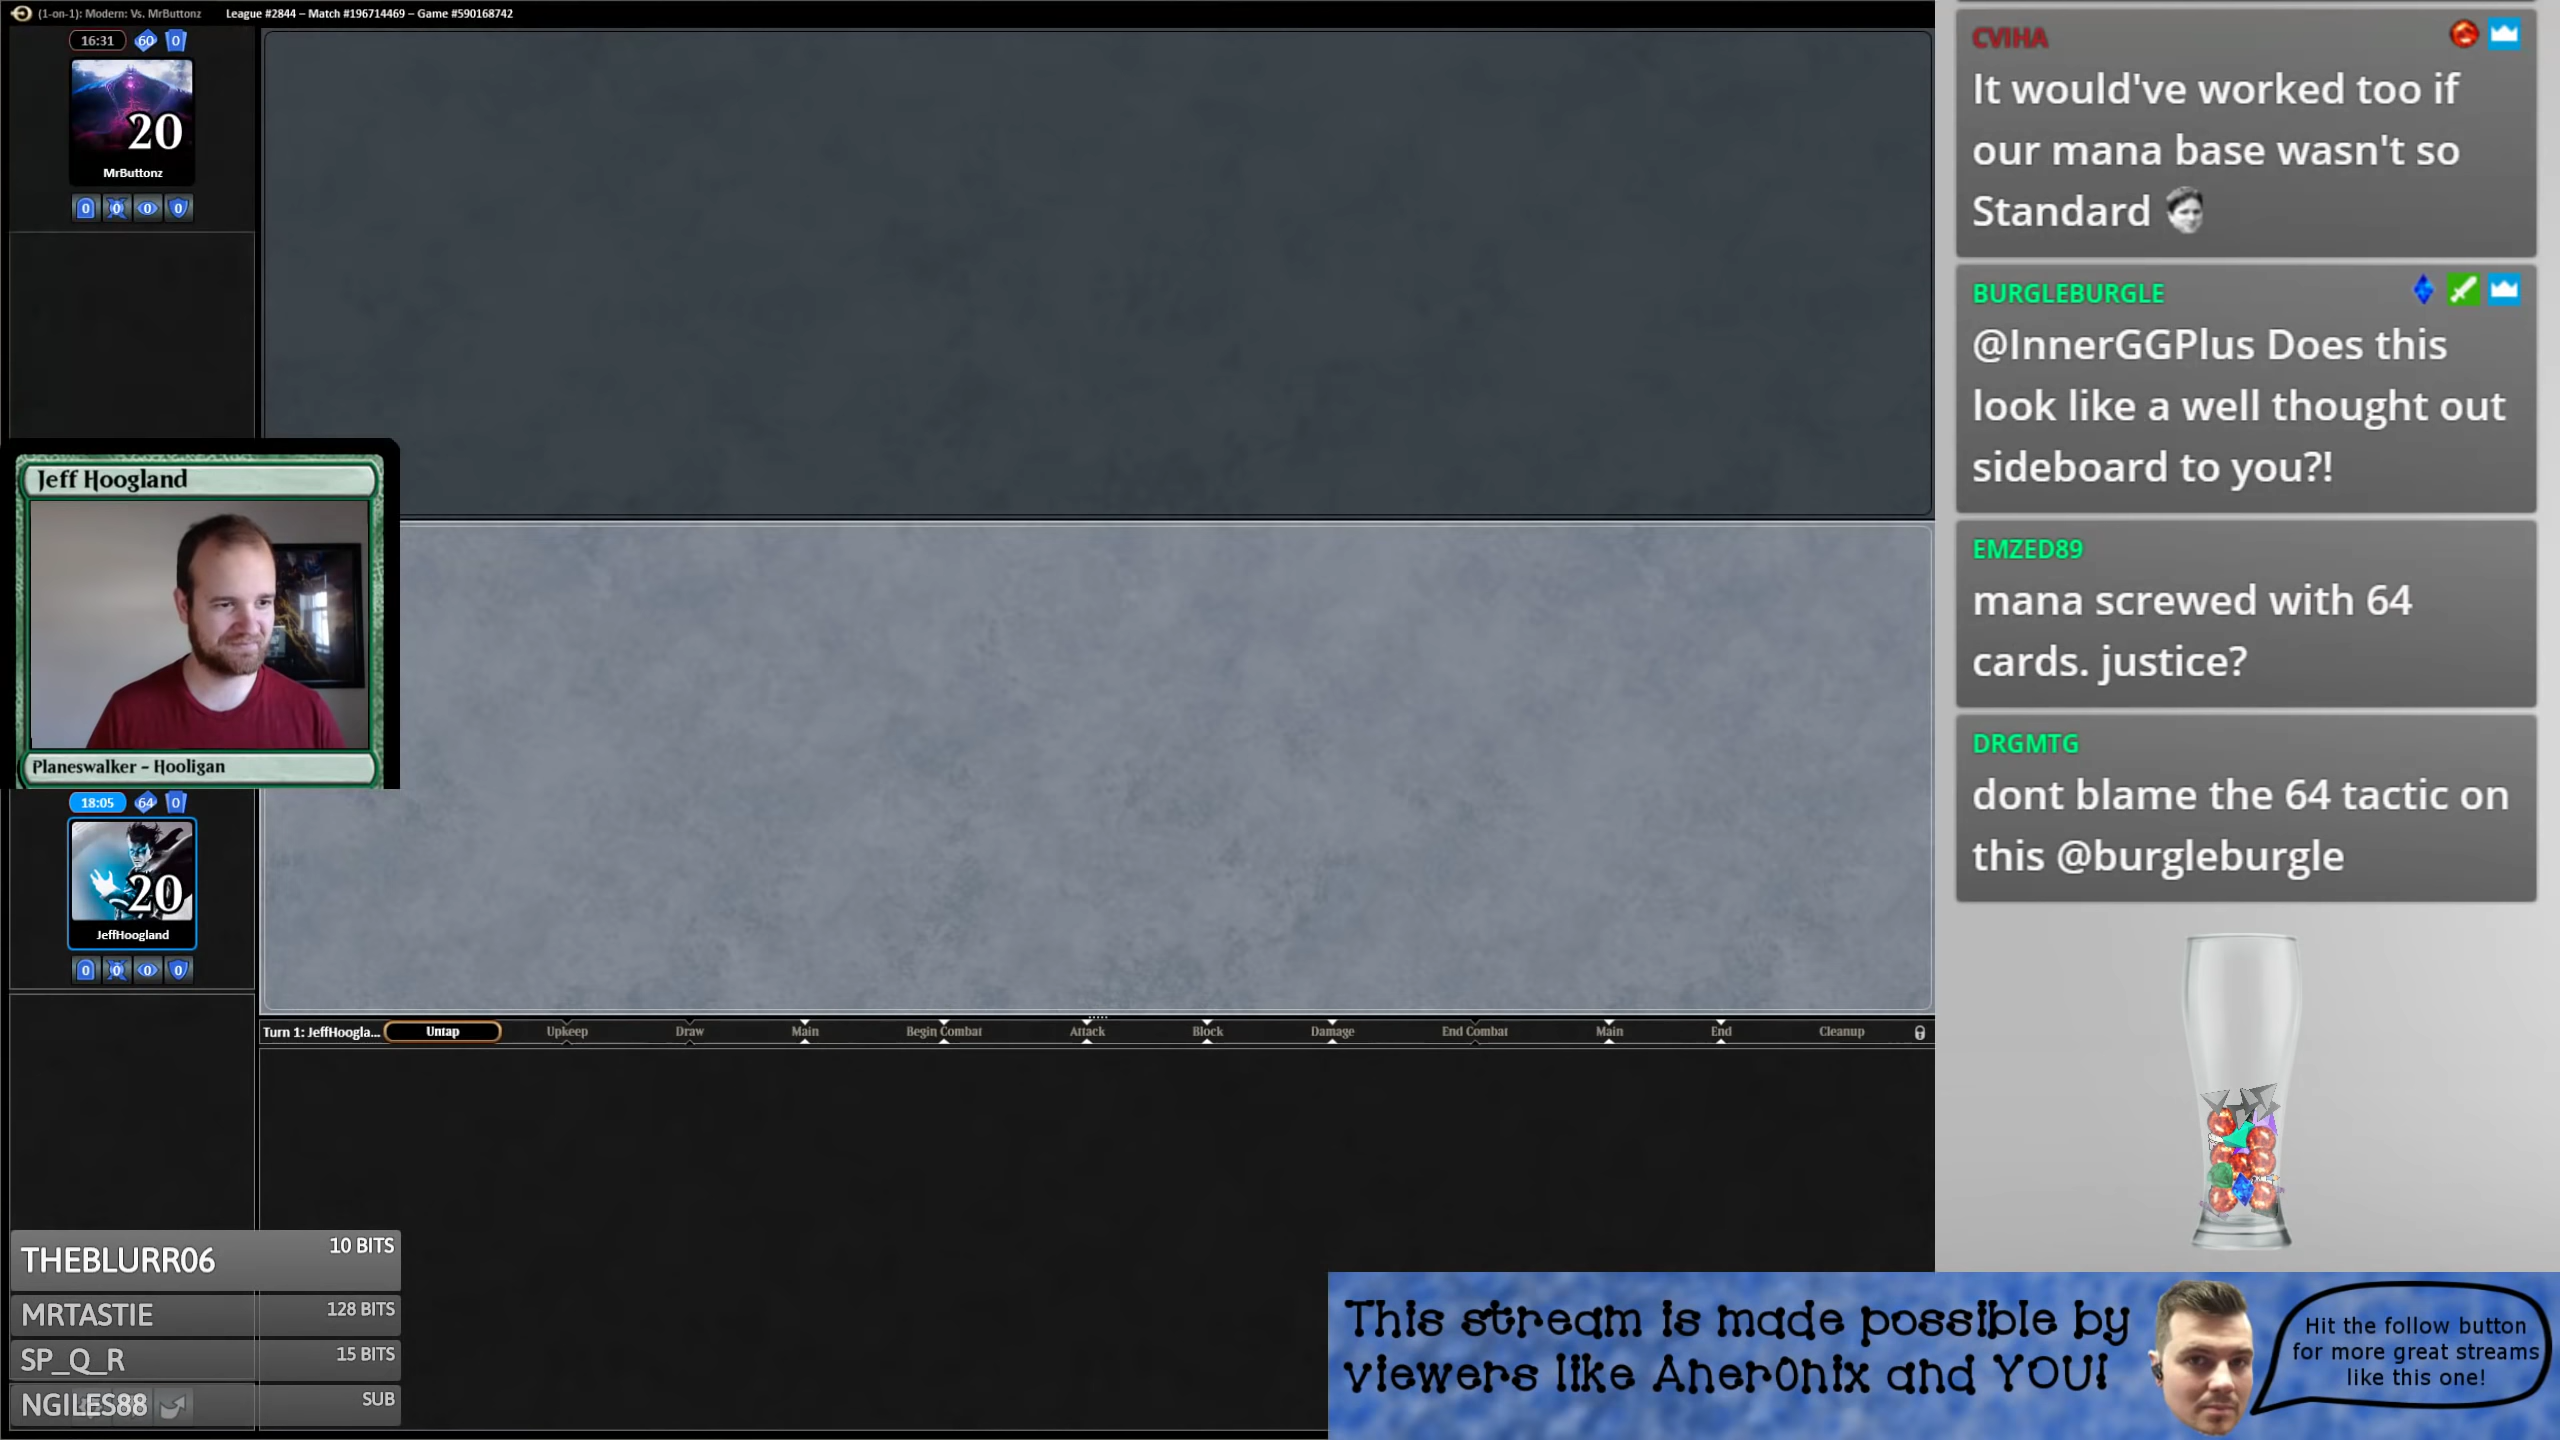 (1-on-1): Modern: Vs. MrButtonz League #2844 – Match #196714469 – Game #590168742
16:31 60 0
20
MrButtonz
0 0 0 0
Jeff Hoogland
Planeswalker - Hooligan
18:05 64 0
20
JeffHoogland
0 0 0 0
Turn 1: JeffHoogla... Untap Upkeep Draw Main Begin Combat Attack Block Damage End Combat Main End Cleanup
THEBLURR06 10 BITS
MRTASTIE 128 BITS
SP_Q_R 15 BITS
NGILES88 SUB
CVIHA
It would've worked too if
our mana base wasn't so
Standard
BURGLEBURGLE
@InnerGGPlus Does this
look like a well thought out
sideboard to you?!
EMZED89
mana screwed with 64
cards. justice?
DRGMTG
dont blame the 64 tactic on
this @burgleburgle
This stream is made possible by
viewers like Aner0nix and YOU!
Hit the follow button
for more great streams
like this one!